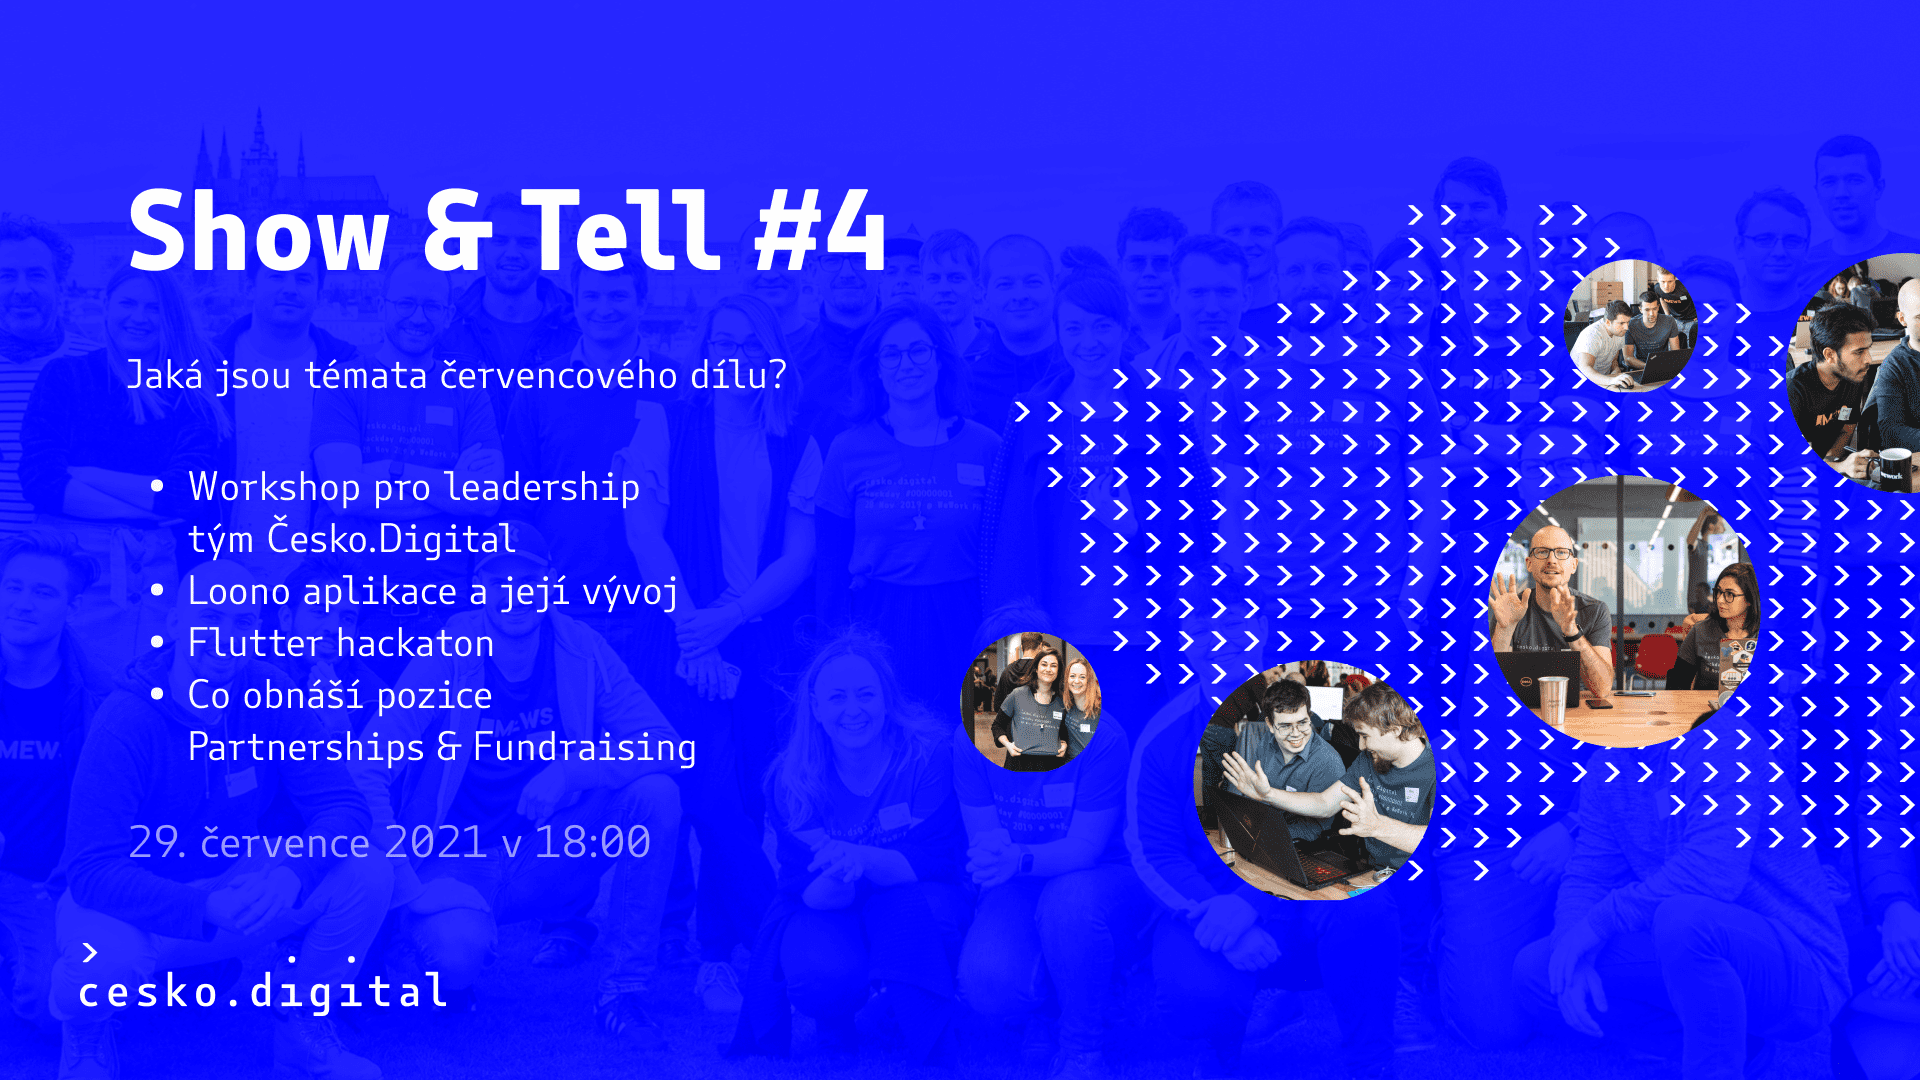 Show & Tell #4
Jaká jsou témata červencového dílu?
• Workshop pro leadership
tým Česko.Digital
• Loono aplikace a její vývoj
• Flutter hackaton
• Co obnáší pozice
Partnerships & Fundraising
29. července 2021 v 18:00
cesko.digital